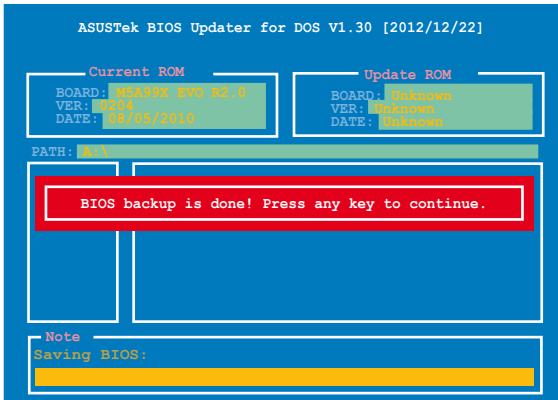 ASUSTek BIOS Updater for DOS V1.30 [2012/12/22]
Current ROM
BOARD: M5A99X EVO R2.0
VER: 0204
DATE: 08/05/2010
Update ROM
BOARD: Unknown
VER: Unknown
DATE: Unknown
PATH: A:\
BIOS backup is done! Press any key to continue.
Note
Saving BIOS: